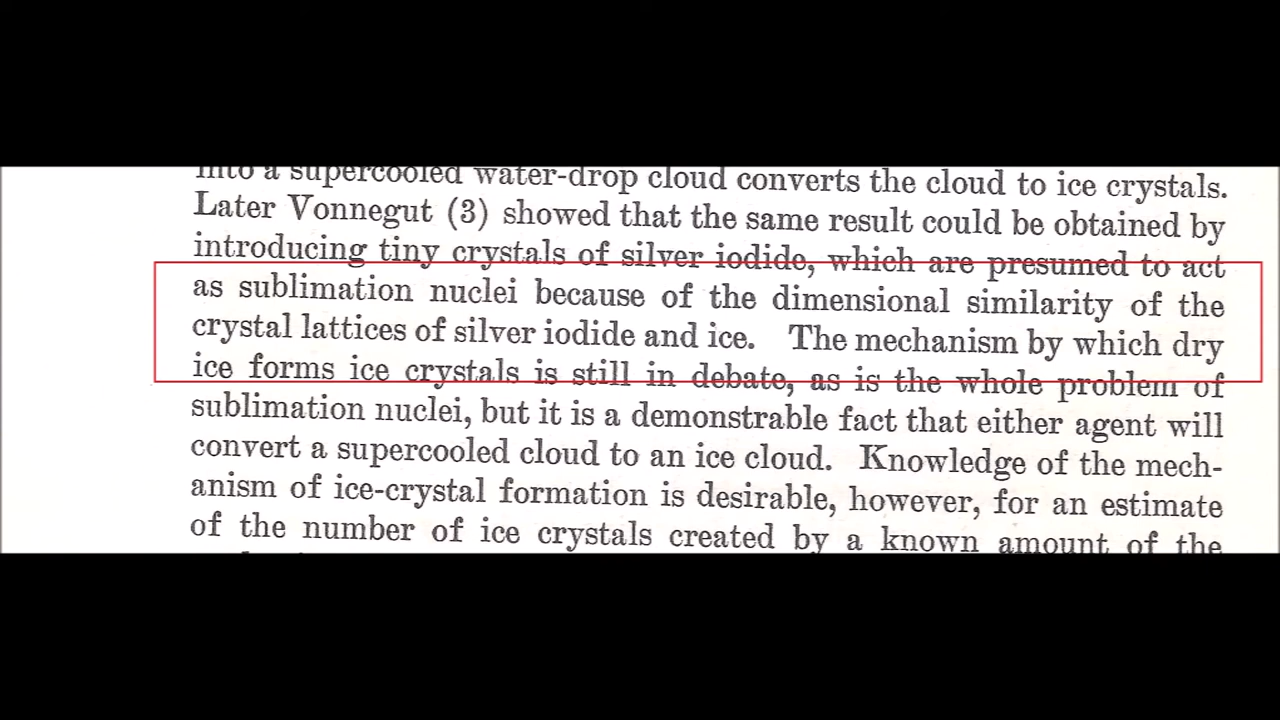 into a supercooled water-drop cloud converts the cloud to ice crystals.
Later Vonnegut (3) showed that the same result could be obtained by
introducing tiny crystals of silver iodide, which are presumed to act
as sublimation nuclei because of the dimensional similarity of the
crystal lattices of silver iodide and ice. The mechanism by which dry
ice forms ice crystals is still in debate, as is the whole problem of
sublimation nuclei, but it is a demonstrable fact that either agent will
convert a supercooled cloud to an ice cloud. Knowledge of the mech-
anism of ice-crystal formation is desirable, however, for an estimate
of the number of ice crystals created by a known amount of the